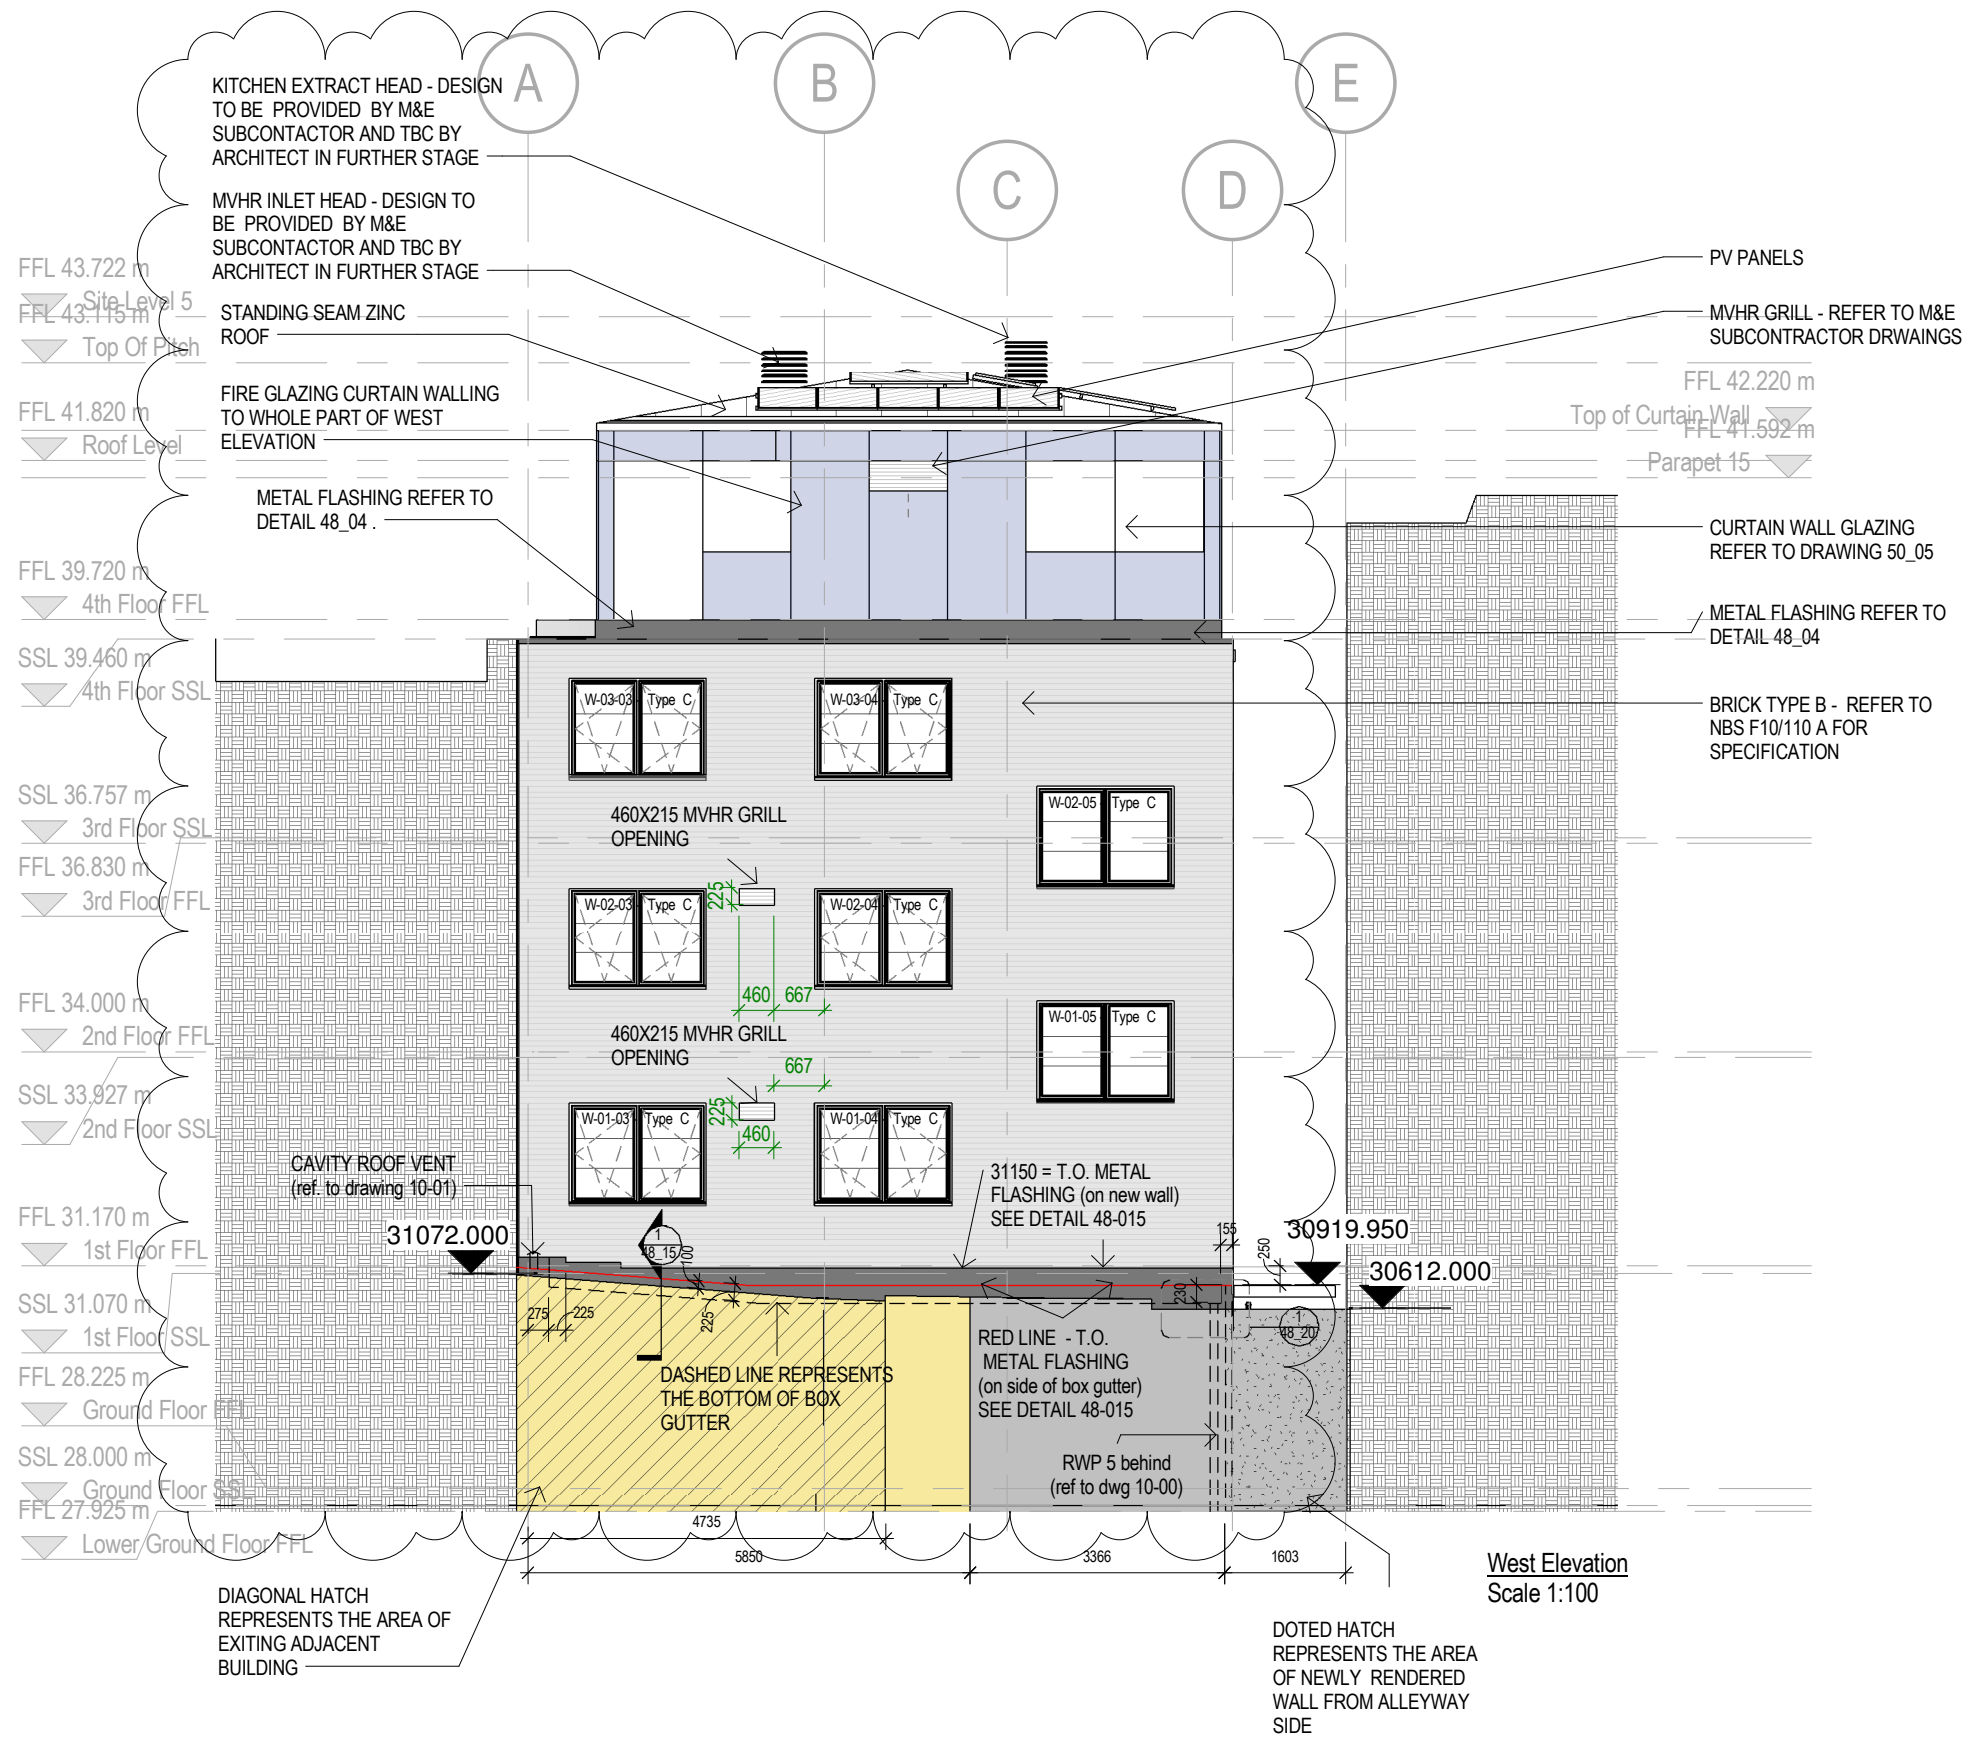 A
B
C
D
E
KITCHEN EXTRACT HEAD - DESIGN
TO BE PROVIDED BY M&E
SUBCONTACTOR AND TBC BY
ARCHITECT IN FURTHER STAGE
MVHR INLET HEAD - DESIGN TO
BE PROVIDED BY M&E
SUBCONTACTOR AND TBC BY
ARCHITECT IN FURTHER STAGE
STANDING SEAM ZINC
ROOF
FIRE GLAZING CURTAIN WALLING
TO WHOLE PART OF WEST
ELEVATION
METAL FLASHING REFER TO
DETAIL 48_04 .
FFL 43.722 m
Site Level 5
FFL 43.115 m
Top Of Pitch
FFL 41.820 m
Roof Level
FFL 39.720 m
4th Floor FFL
SSL 39.460 m
4th Floor SSL
SSL 36.757 m
3rd Floor SSL
FFL 36.830 m
3rd Floor FFL
FFL 34.000 m
2nd Floor FFL
SSL 33.927 m
2nd Floor SSL
FFL 31.170 m
1st Floor FFL
SSL 31.070 m
1st Floor SSL
FFL 28.225 m
Ground Floor FFL
SSL 28.000 m
Ground Floor SSL
FFL 27.925 m
Lower Ground Floor FFL
PV PANELS
MVHR GRILL - REFER TO M&E
SUBCONTRACTOR DRWAINGS
FFL 42.220 m
Top of Curtain Wall
FFL 41.592 m
Parapet 15
CURTAIN WALL GLAZING
REFER TO DRAWING 50_05
METAL FLASHING REFER TO
DETAIL 48_04
BRICK TYPE B - REFER TO
NBS F10/110 A FOR
SPECIFICATION
W-03-03 Type C
W-03-04 Type C
W-02-05 Type C
460X215 MVHR GRILL
OPENING
225
W-02-03 Type C
W-02-04 Type C
460 667
W-01-05 Type C
460X215 MVHR GRILL
OPENING
667
225
460
W-01-03 Type C
W-01-04 Type C
CAVITY ROOF VENT
(ref. to drawing 10-01)
31072.000
1
48_15
100
31150 = T.O. METAL
FLASHING (on new wall)
SEE DETAIL 48-015
155
250
30919.950
30612.000
230
275 225
225
1
48_20
DASHED LINE REPRESENTS
THE BOTTOM OF BOX
GUTTER
RED LINE - T.O.
METAL FLASHING
(on side of box gutter)
SEE DETAIL 48-015
RWP 5 behind
(ref to dwg 10-00)
4735
5850
3366
1603
West Elevation
Scale 1:100
DIAGONAL HATCH
REPRESENTS THE AREA OF
EXITING ADJACENT
BUILDING
DOTED HATCH
REPRESENTS THE AREA
OF NEWLY RENDERED
WALL FROM ALLEYWAY
SIDE